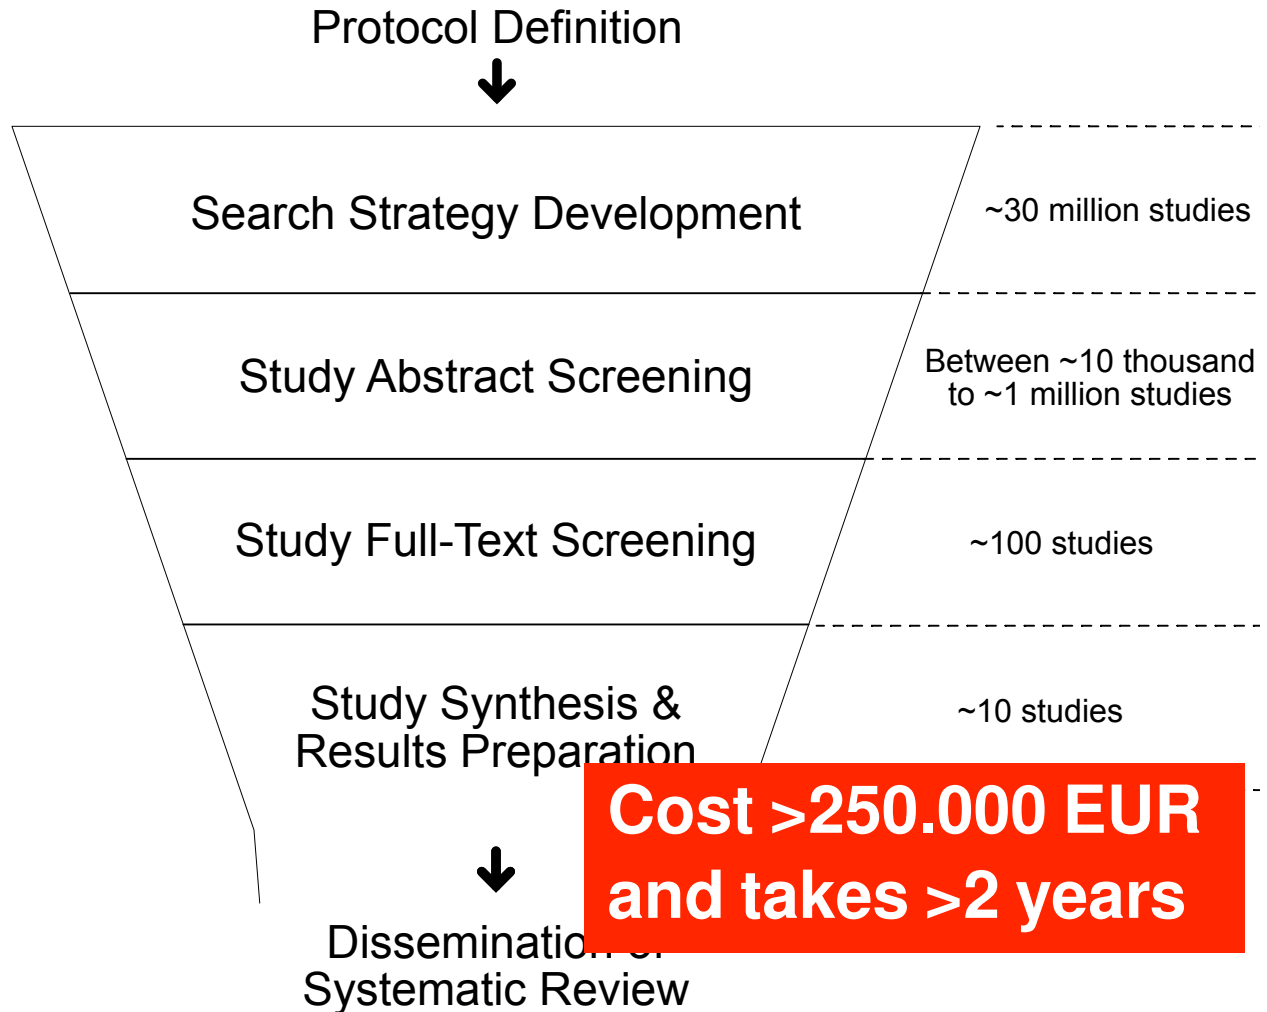 Protocol Definition
Search Strategy Development
~30 million studies
Study Abstract Screening
Between ~10 thousand
to ~1 million studies
Study Full-Text Screening
~100 studies
Study Synthesis &
Results Preparation
~10 studies
Cost >250.000 EUR
and takes >2 years
Dissemination of
Systematic Review